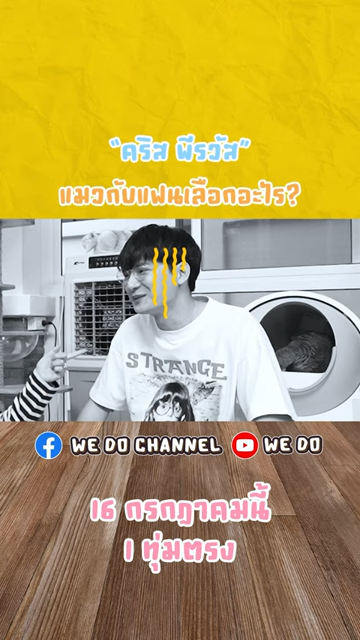 "คริส พีรวัส"
แมวกับแฟนเลือกอะไร?
STRANGE
WE DO CHANNEL WE DO
16 กรกฎาคมนี้
1 ทุ่มตรง